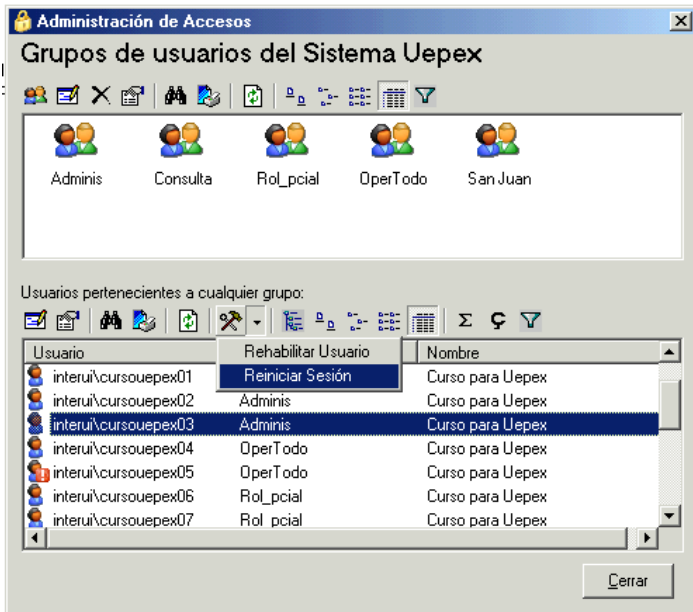 Administración de Accesos
Grupos de usuarios del Sistema Uepex
Adminis Consulta Rol_pcial OperTodo San Juan
Usuarios pertenecientes a cualquier grupo:
Σ Ç
Usuario Nombre
Rehabilitar Usuario
Reiniciar Sesión
interui\cursouepex01 Curso para Uepex
interui\cursouepex02 Adminis Curso para Uepex
interui\cursouepex03 Adminis Curso para Uepex
interui\cursouepex04 OperTodo Curso para Uepex
interui\cursouepex05 OperTodo Curso para Uepex
interui\cursouepex06 Rol_pcial Curso para Uepex
interui\cursouepex07 Rol_pcial Curso para Uepex
Cerrar